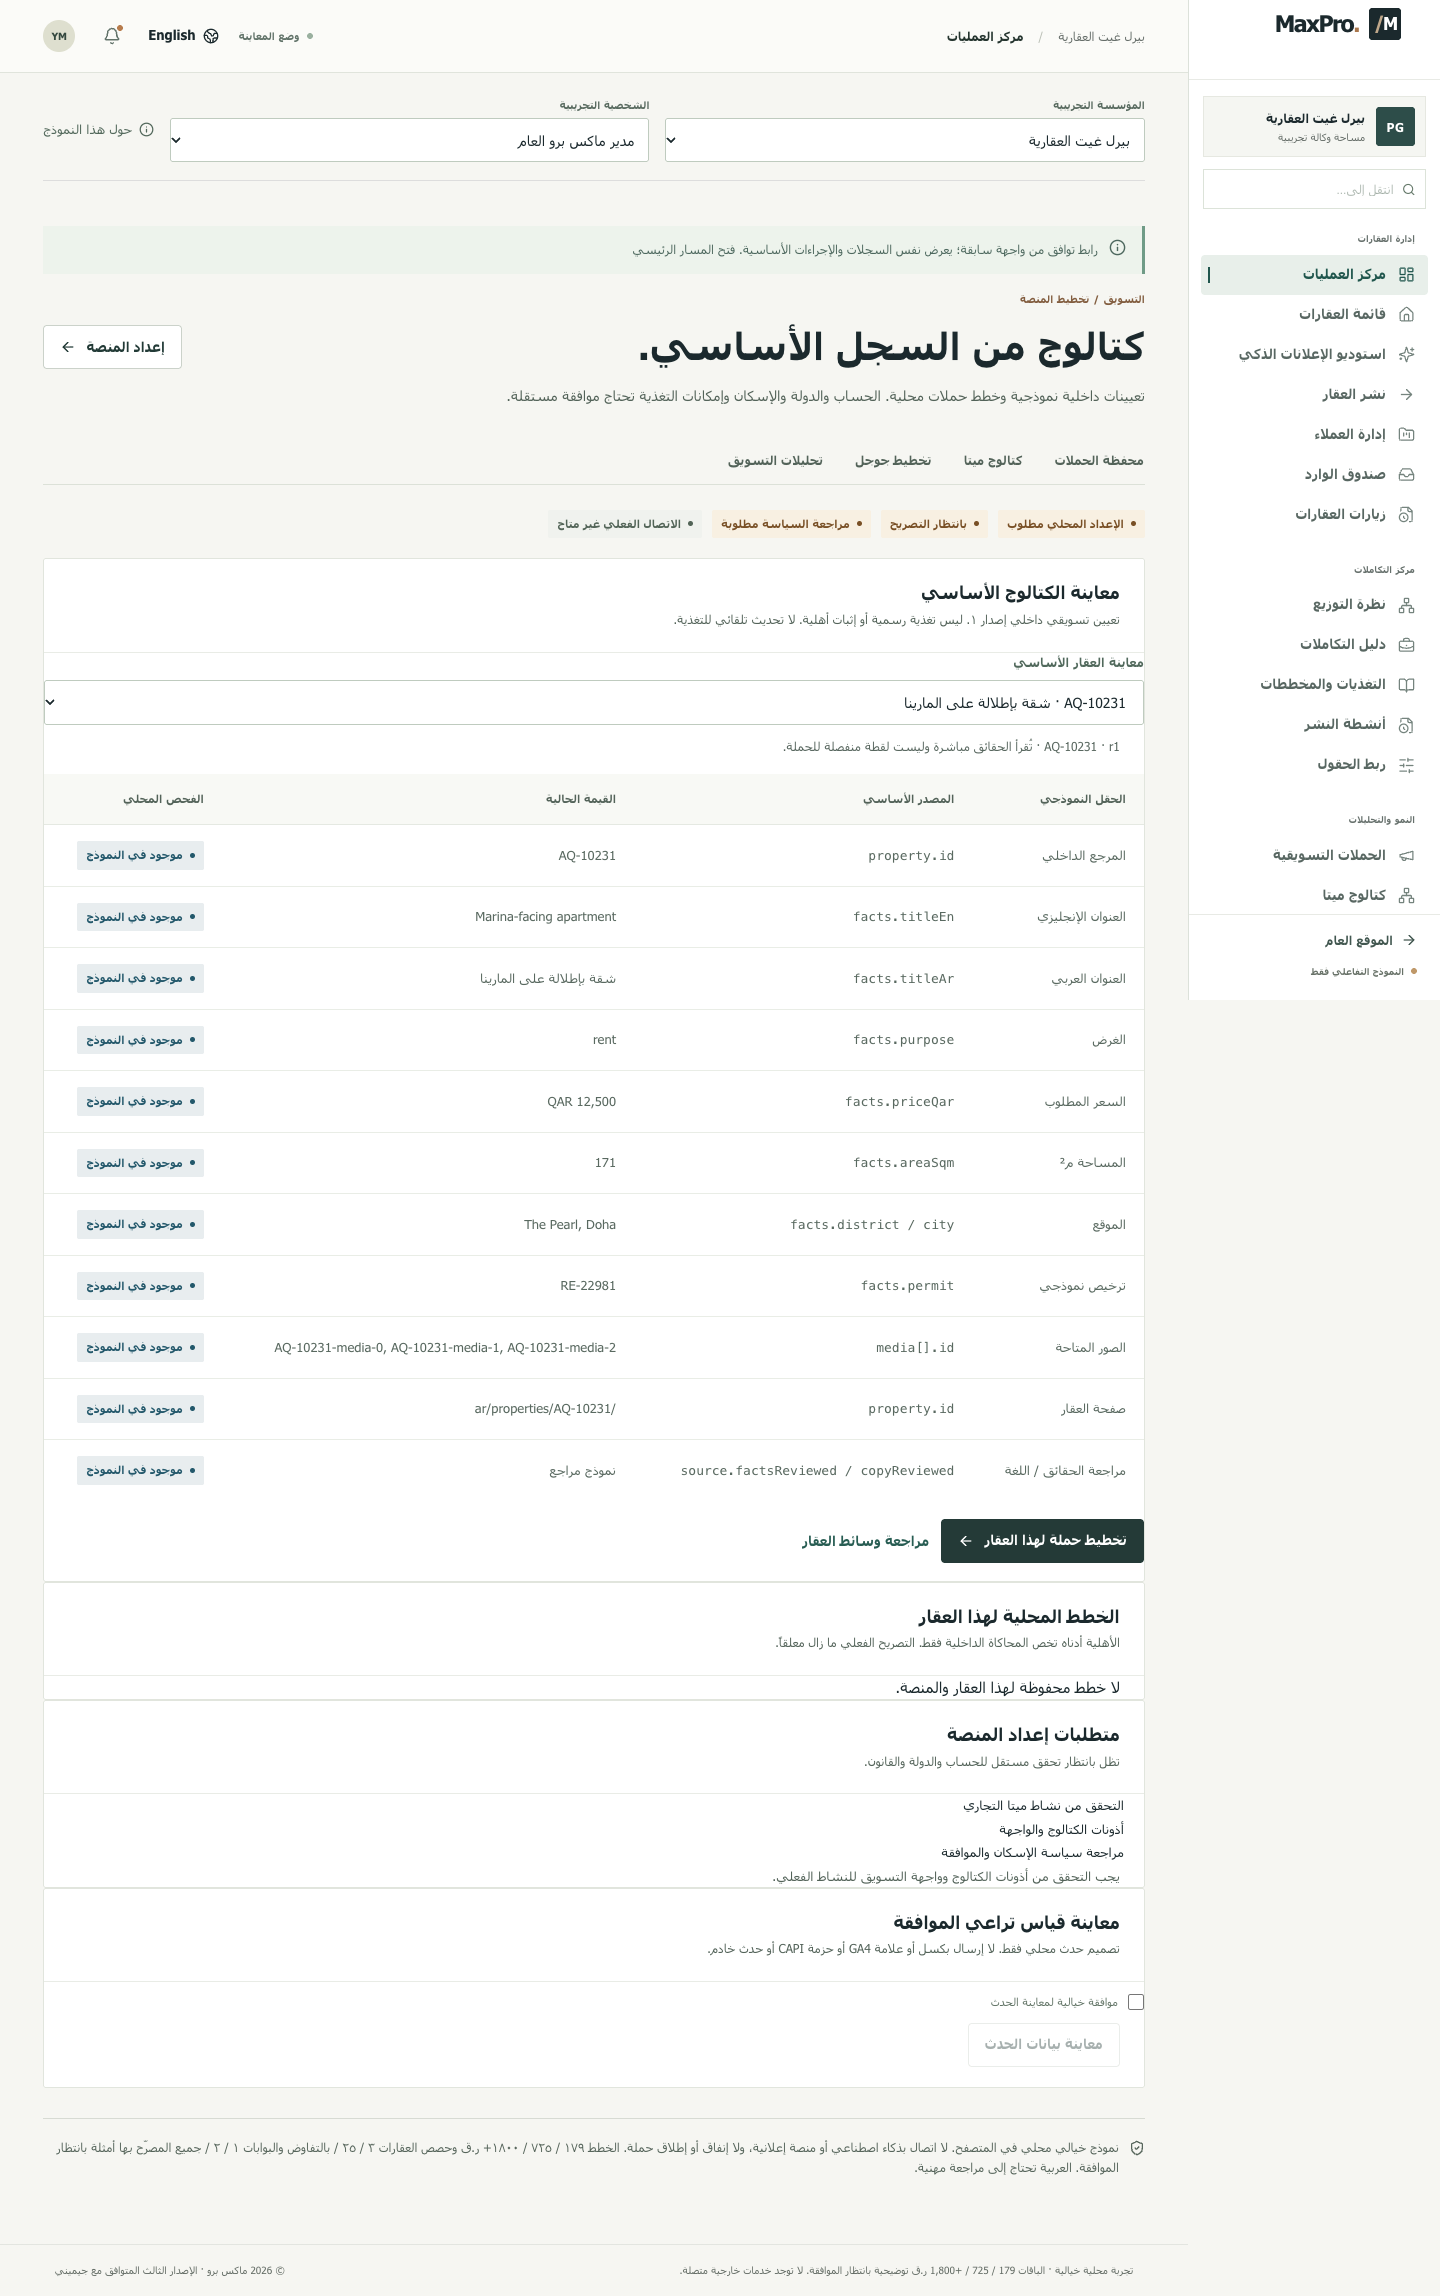 /M MaxPro.
PG
بيرل غيت العقارية
مساحة وكالة تجريبية
انتقل إلى...
إدارة العقارات
مركز العمليات
قائمة العقارات
استوديو الإعلانات الذكي
نشر العقار
إدارة العملاء
صندوق الوارد
زيارات العقارات
مركز التكاملات
نظرة التوزيع
دليل التكاملات
التغذيات والمخططات
أنشطة النشر
ربط الحقول
النمو والتحليلات
الحملات التسويقية
كتالوج ميتا
الموقع العام
النموذج التفاعلي فقط
بيرل غيت العقارية / مركز العمليات
وضع المعاينة
English
YM
المؤسسة التجريبية
بيرل غيت العقارية
الشخصية التجريبية
مدير ماكس برو العام
حول هذا النموذج
رابط توافق من واجهة سابقة؛ يعرض نفس السجلات والإجراءات الأساسية. فتح المسار الرئيسي
التسويق / تخطيط المنصة
كتالوج من السجل الأساسي.
إعداد المنصة
تعيينات داخلية نموذجية وخطط حملات محلية. الحساب والدولة والإسكان وإمكانات التغذية تحتاج موافقة مستقلة.
محفظة الحملات
كتالوج ميتا
تخطيط جوجل
تحليلات التسويق
الإعداد المحلي مطلوب
بانتظار التصريح
مراجعة السياسة مطلوبة
الاتصال الفعلي غير متاح
معاينة الكتالوج الأساسي
تعيين تسويقي داخلي إصدار ١. ليس تغذية رسمية أو إثبات أهلية. لا تحديث تلقائي للتغذية.
معاينة العقار الأساسي
AQ-10231 · شقة بإطلالة على المارينا
AQ-10231 · r1 · تُقرأ الحقائق مباشرة وليست لقطة منفصلة للحملة.
الحقل النموذجي المصدر الأساسي القيمة الحالية الفحص المحلي
المرجع الداخلي property.id AQ-10231 موجود في النموذج
العنوان الإنجليزي facts.titleEn Marina-facing apartment موجود في النموذج
العنوان العربي facts.titleAr شقة بإطلالة على المارينا موجود في النموذج
الغرض facts.purpose rent موجود في النموذج
السعر المطلوب facts.priceQar QAR 12,500 موجود في النموذج
المساحة م² facts.areaSqm 171 موجود في النموذج
الموقع facts.district / city The Pearl, Doha موجود في النموذج
ترخيص نموذجي facts.permit RE-22981 موجود في النموذج
الصور المتاحة media[].id AQ-10231-media-0, AQ-10231-media-1, AQ-10231-media-2 موجود في النموذج
صفحة العقار property.id ar/properties/AQ-10231/ موجود في النموذج
مراجعة الحقائق / اللغة source.factsReviewed / copyReviewed نموذج مراجع موجود في النموذج
تخطيط حملة لهذا العقار
مراجعة وسائط العقار
الخطط المحلية لهذا العقار
الأهلية أدناه تخص المحاكاة الداخلية فقط. التصريح الفعلي ما زال معلقاً.
لا خطط محفوظة لهذا العقار والمنصة.
متطلبات إعداد المنصة
تظل بانتظار تحقق مستقل للحساب والدولة والقانون.
التحقق من نشاط ميتا التجاري
أذونات الكتالوج والواجهة
مراجعة سياسة الإسكان والموافقة
يجب التحقق من أذونات الكتالوج وواجهة التسويق للنشاط الفعلي.
معاينة قياس تراعي الموافقة
تصميم حدث محلي فقط. لا إرسال بكسل أو علامة GA4 أو حزمة CAPI أو حدث خادم.
موافقة خيالية لمعاينة الحدث
معاينة بيانات الحدث
نموذج خيالي محلي في المتصفح. لا اتصال بذكاء اصطناعي أو منصة إعلانية، ولا إنفاق أو إطلاق حملة. الخطط ١٧٩ / ٧٢٥ / ١٨٠٠+ ر.ق وحصص العقارات ٣ / ٢٥ / بالتفاوض والبوابات ١ / ٢ / جميع المصرّح بها أمثلة بانتظار
الموافقة. العربية تحتاج إلى مراجعة مهنية.
تجربة محلية خيالية · الباقات 179 / 725 / +1,800 ر.ق توضيحية بانتظار الموافقة. لا توجد خدمات خارجية متصلة.
© 2026 ماكس برو · الإصدار الثالث المتوافق مع جيميني